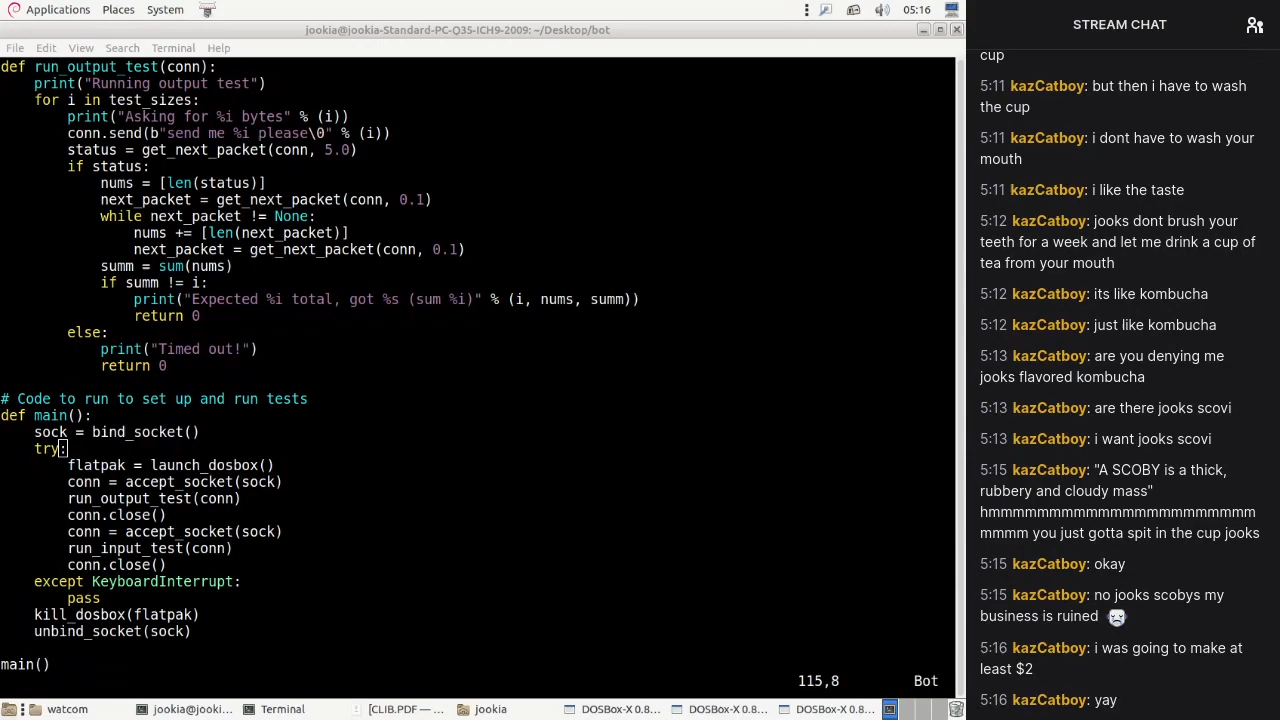 Applications Places System 05:16
jookia@jookia-Standard-PC-Q35-ICH9-2009: ~/Desktop/bot
File Edit View Search Terminal Help
def run_output_test(conn):
    print("Running output test")
    for i in test_sizes:
        print("Asking for %i bytes" % (i))
        conn.send(b"send me %i please\0" % (i))
        status = get_next_packet(conn, 5.0)
        if status:
            nums = [len(status)]
            next_packet = get_next_packet(conn, 0.1)
            while next_packet != None:
                nums += [len(next_packet)]
                next_packet = get_next_packet(conn, 0.1)
            summ = sum(nums)
            if summ != i:
                print("Expected %i total, got %s (sum %i)" % (i, nums, summ))
                return 0
        else:
            print("Timed out!")
            return 0
# Code to run to set up and run tests
def main():
    sock = bind_socket()
    try:
        flatpak = launch_dosbox()
        conn = accept_socket(sock)
        run_output_test(conn)
        conn.close()
        conn = accept_socket(sock)
        run_input_test(conn)
        conn.close()
    except KeyboardInterrupt:
        pass
    kill_dosbox(flatpak)
    unbind_socket(sock)
main()
115,8 Bot
watcom jookia@jooki... Terminal [CLIB.PDF — ... jookia DOSBox-X 0.8... DOSBox-X 0.8... DOSBox-X 0.8...
STREAM CHAT
cup
5:11 kazCatboy: but then i have to wash
the cup
5:11 kazCatboy: i dont have to wash your
mouth
5:11 kazCatboy: i like the taste
5:12 kazCatboy: jooks dont brush your
teeth for a week and let me drink a cup of
tea from your mouth
5:12 kazCatboy: its like kombucha
5:12 kazCatboy: just like kombucha
5:13 kazCatboy: are you denying me
jooks flavored kombucha
5:13 kazCatboy: are there jooks scovi
5:13 kazCatboy: i want jooks scovi
5:15 kazCatboy: "A SCOBY is a thick,
rubbery and cloudy mass"
hmmmmmmmmmmmmmmmmmmmmmmm
mmmm you just gotta spit in the cup jooks
5:15 kazCatboy: okay
5:15 kazCatboy: no jooks scobys my
business is ruined
5:16 kazCatboy: i was going to make at
least $2
5:16 kazCatboy: yay